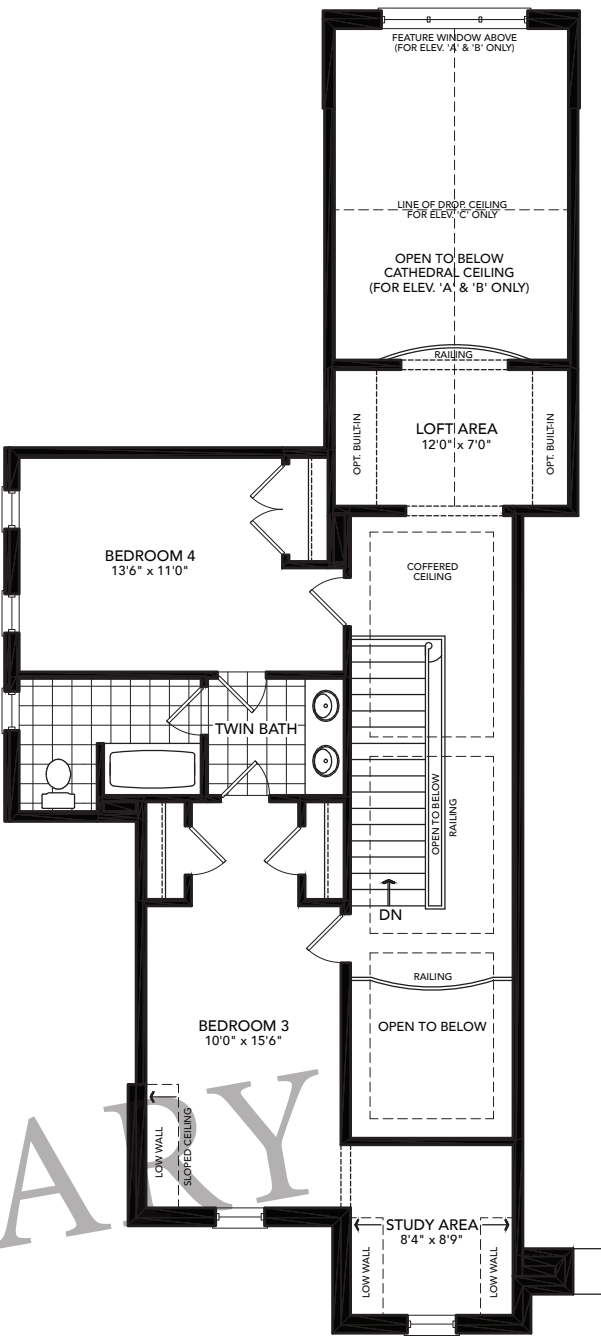 FEATURE WINDOW ABOVE
(FOR ELEV. 'A' & 'B' ONLY)
LINE OF DROP. CEILING
FOR ELEV. 'C' ONLY
OPEN TO BELOW
CATHEDRAL CEILING
(FOR ELEV. 'A' & 'B' ONLY)
RAILING
OPT. BUILT-IN
LOFT AREA
12'0" x 7'0"
OPT. BUILT-IN
BEDROOM 4
13'6" x 11'0"
COFFERED
CEILING
TWIN BATH
OPEN TO BELOW
RAILING
DN
RAILING
OPEN TO BELOW
BEDROOM 3
10'0" x 15'6"
LOW WALL
SLOPED CEILING
ARY
STUDY AREA
8'4" x 8'9"
LOW WALL
LOW WALL